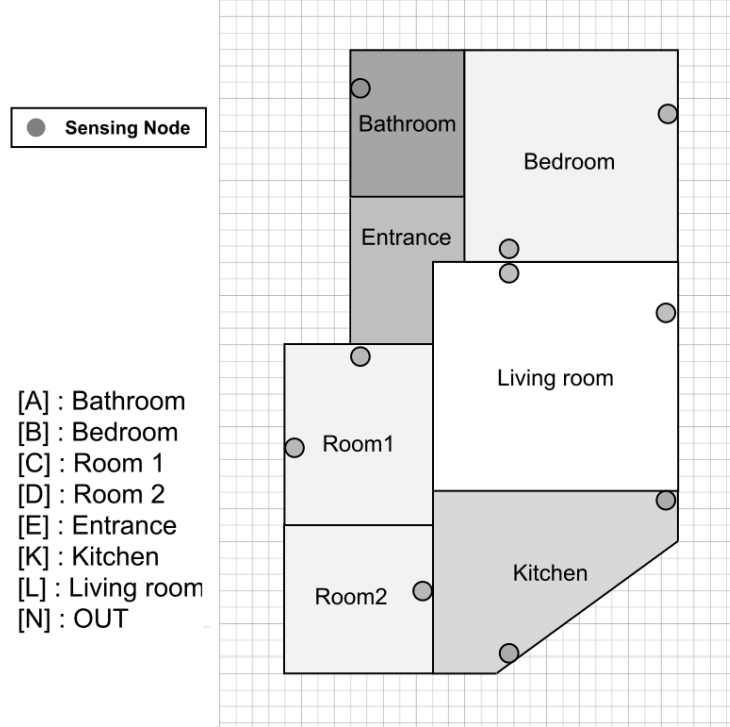 Sensing Node
Bathroom
Bedroom
Entrance
Living room
Room1
Kitchen
Room2
[A] : Bathroom
[B] : Bedroom
[C] : Room 1
[D] : Room 2
[E] : Entrance
[K] : Kitchen
[L] : Living room
[N] : OUT